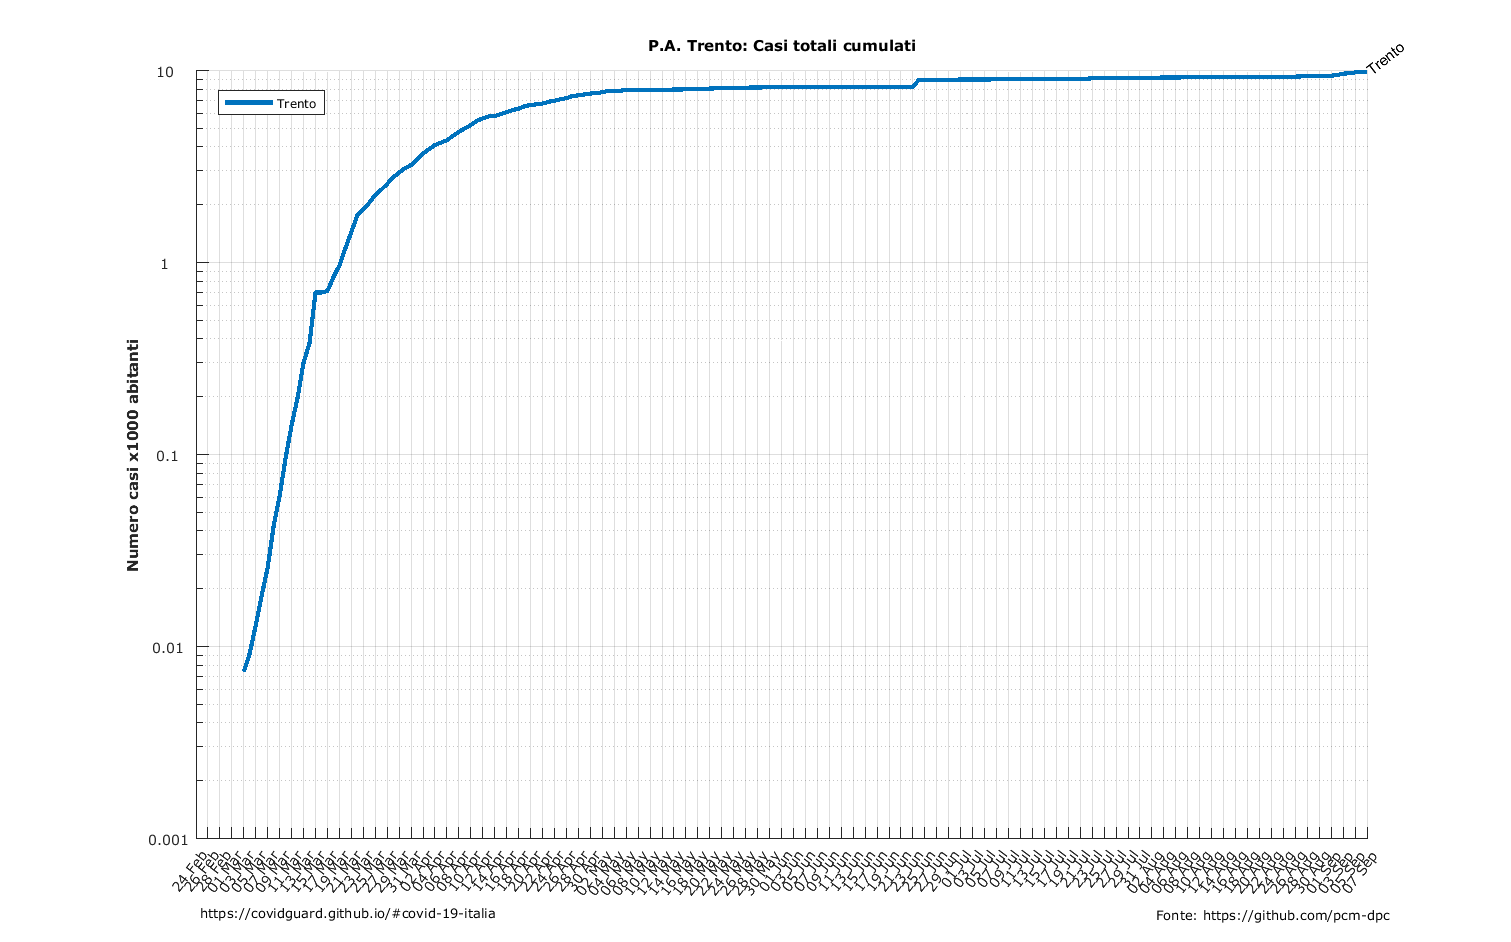 P.A. Trento: Casi totali cumulati
Trento
Trento
10
1
0.1
0.01
0.001
Numero casi x1000 abitanti
24 Feb
26 Feb
28 Feb
01 Mar
03 Mar
05 Mar
07 Mar
09 Mar
11 Mar
13 Mar
15 Mar
17 Mar
19 Mar
21 Mar
23 Mar
25 Mar
27 Mar
29 Mar
31 Mar
02 Apr
04 Apr
06 Apr
08 Apr
10 Apr
12 Apr
14 Apr
16 Apr
18 Apr
20 Apr
22 Apr
24 Apr
26 Apr
28 Apr
30 Apr
02 May
04 May
06 May
08 May
10 May
12 May
14 May
16 May
18 May
20 May
22 May
24 May
26 May
28 May
30 May
01 Jun
03 Jun
05 Jun
07 Jun
09 Jun
11 Jun
13 Jun
15 Jun
17 Jun
19 Jun
21 Jun
23 Jun
25 Jun
27 Jun
29 Jun
01 Jul
03 Jul
05 Jul
07 Jul
09 Jul
11 Jul
13 Jul
15 Jul
17 Jul
19 Jul
21 Jul
23 Jul
25 Jul
27 Jul
29 Jul
31 Jul
02 Aug
04 Aug
06 Aug
08 Aug
10 Aug
12 Aug
14 Aug
16 Aug
18 Aug
20 Aug
22 Aug
24 Aug
26 Aug
28 Aug
30 Aug
01 Sep
03 Sep
05 Sep
07 Sep
https://covidguard.github.io/#covid-19-italia
Fonte: https://github.com/pcm-dpc